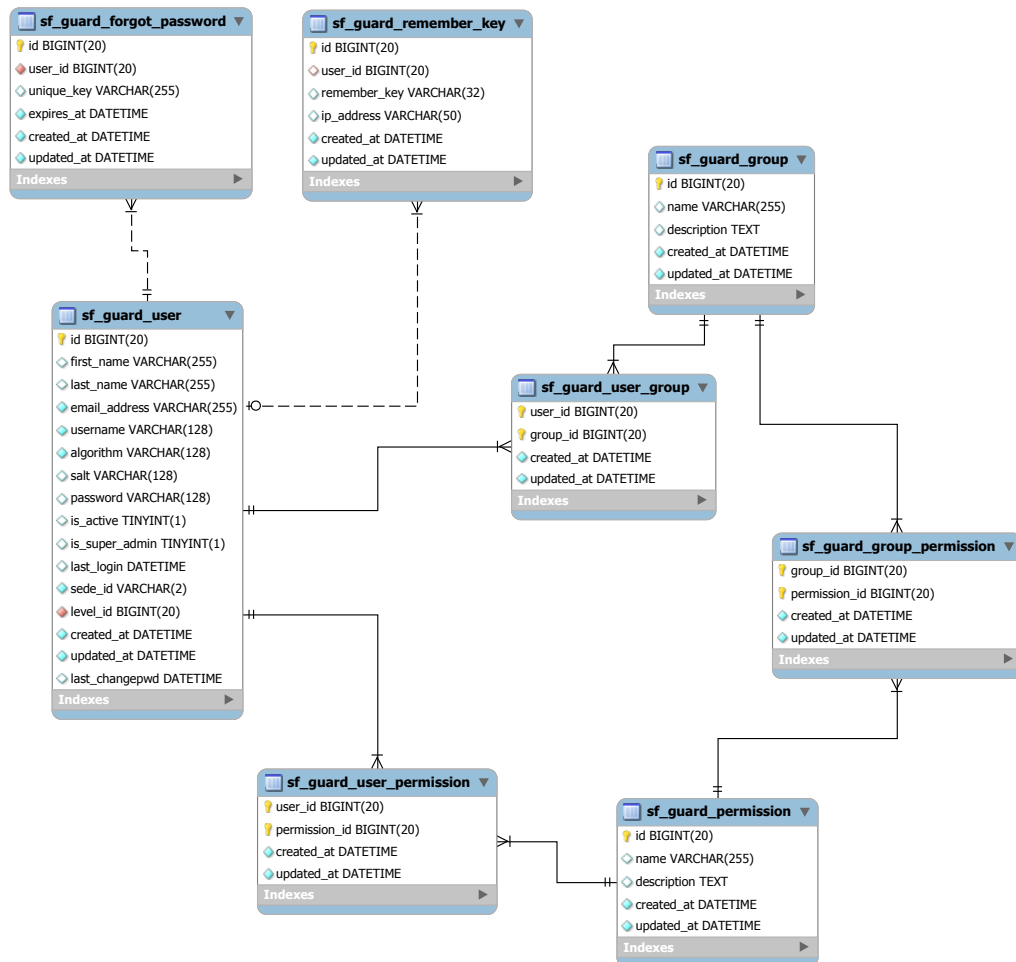 sf_guard_forgot_password
id BIGINT(20)
user_id BIGINT(20)
unique_key VARCHAR(255)
expires_at DATETIME
created_at DATETIME
updated_at DATETIME
Indexes
sf_guard_remember_key
id BIGINT(20)
user_id BIGINT(20)
remember_key VARCHAR(32)
ip_address VARCHAR(50)
created_at DATETIME
updated_at DATETIME
Indexes
sf_guard_group
id BIGINT(20)
name VARCHAR(255)
description TEXT
created_at DATETIME
updated_at DATETIME
Indexes
sf_guard_user
id BIGINT(20)
first_name VARCHAR(255)
last_name VARCHAR(255)
email_address VARCHAR(255)
username VARCHAR(128)
algorithm VARCHAR(128)
salt VARCHAR(128)
password VARCHAR(128)
is_active TINYINT(1)
is_super_admin TINYINT(1)
last_login DATETIME
sede_id VARCHAR(2)
level_id BIGINT(20)
created_at DATETIME
updated_at DATETIME
last_changepwd DATETIME
Indexes
sf_guard_user_group
user_id BIGINT(20)
group_id BIGINT(20)
created_at DATETIME
updated_at DATETIME
Indexes
sf_guard_group_permission
group_id BIGINT(20)
permission_id BIGINT(20)
created_at DATETIME
updated_at DATETIME
Indexes
sf_guard_user_permission
user_id BIGINT(20)
permission_id BIGINT(20)
created_at DATETIME
updated_at DATETIME
Indexes
sf_guard_permission
id BIGINT(20)
name VARCHAR(255)
description TEXT
created_at DATETIME
updated_at DATETIME
Indexes